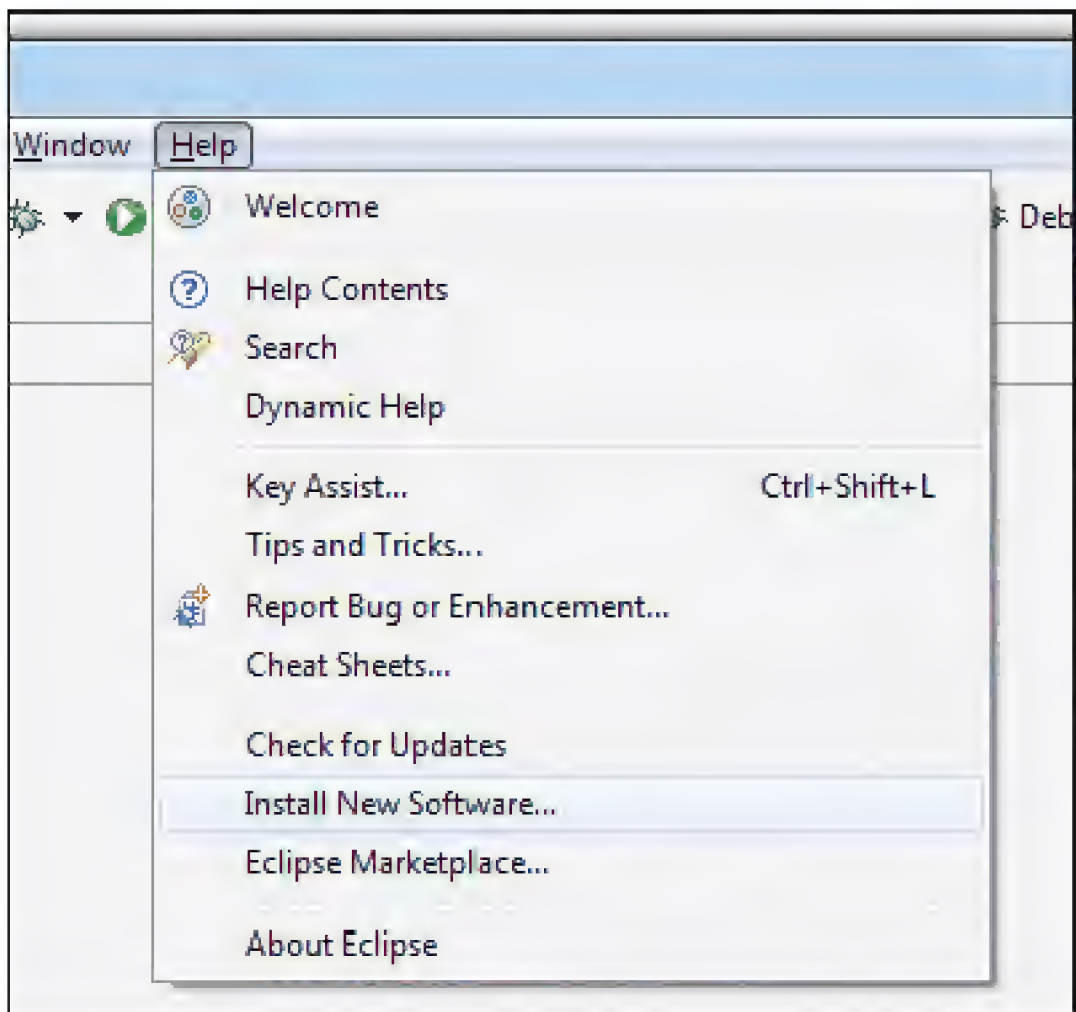 Window Help
Welcome
Deb
Help Contents
Search
Dynamic Help
Key Assist... Ctrl+Shift+L
Tips and Tricks...
Report Bug or Enhancement...
Cheat Sheets...
Check for Updates
Install New Software...
Eclipse Marketplace...
About Eclipse